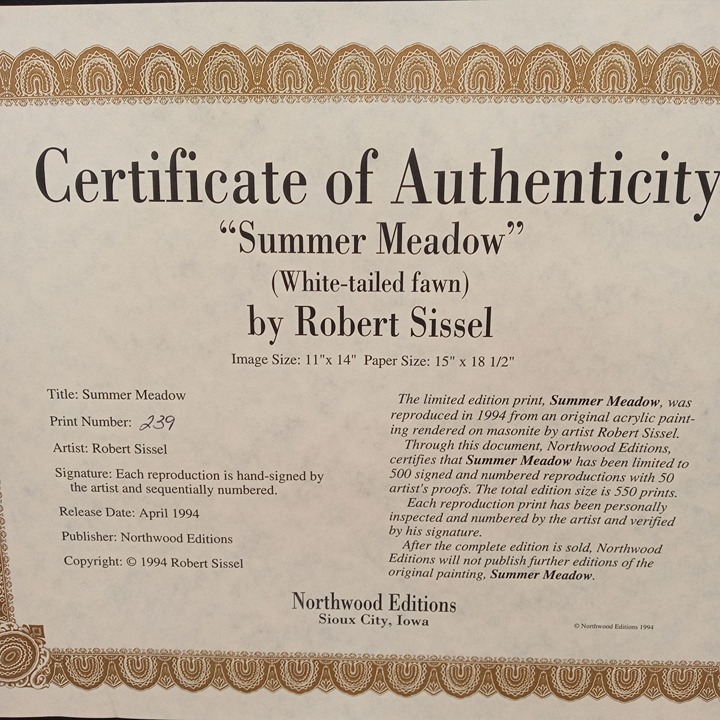 Certificate of Authenticity
“Summer Meadow”
(White-tailed fawn)
by Robert Sissel
Image Size: 11"x 14" Paper Size: 15" x 18 1/2"
Title: Summer Meadow
Print Number: 239
Artist: Robert Sissel
Signature: Each reproduction is hand-signed by
the artist and sequentially numbered.
Release Date: April 1994
Publisher: Northwood Editions
Copyright: © 1994 Robert Sissel
The limited edition print, Summer Meadow, was
reproduced in 1994 from an original acrylic paint-
ing rendered on masonite by artist Robert Sissel.
Through this document, Northwood Editions,
certifies that Summer Meadow has been limited to
500 signed and numbered reproductions with 50
artist's proofs. The total edition size is 550 prints.
Each reproduction print has been personally
inspected and numbered by the artist and verified
by his signature.
After the complete edition is sold, Northwood
Editions will not publish further editions of the
original painting, Summer Meadow.
Northwood Editions
Sioux City, Iowa
© Northwood Editions 1994